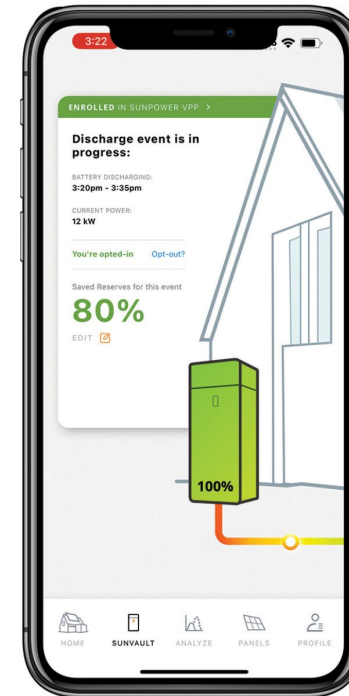 3:22
ENROLLED IN SUNPOWER VPP >
Discharge event is in
progress:
BATTERY DISCHARGING:
3:20pm - 3:35pm
CURRENT POWER:
12 kW
You're opted-in Opt-out?
Saved Reserves for this event
80%
EDIT
100%
HOME SUNVAULT ANALYZE PANELS PROFILE